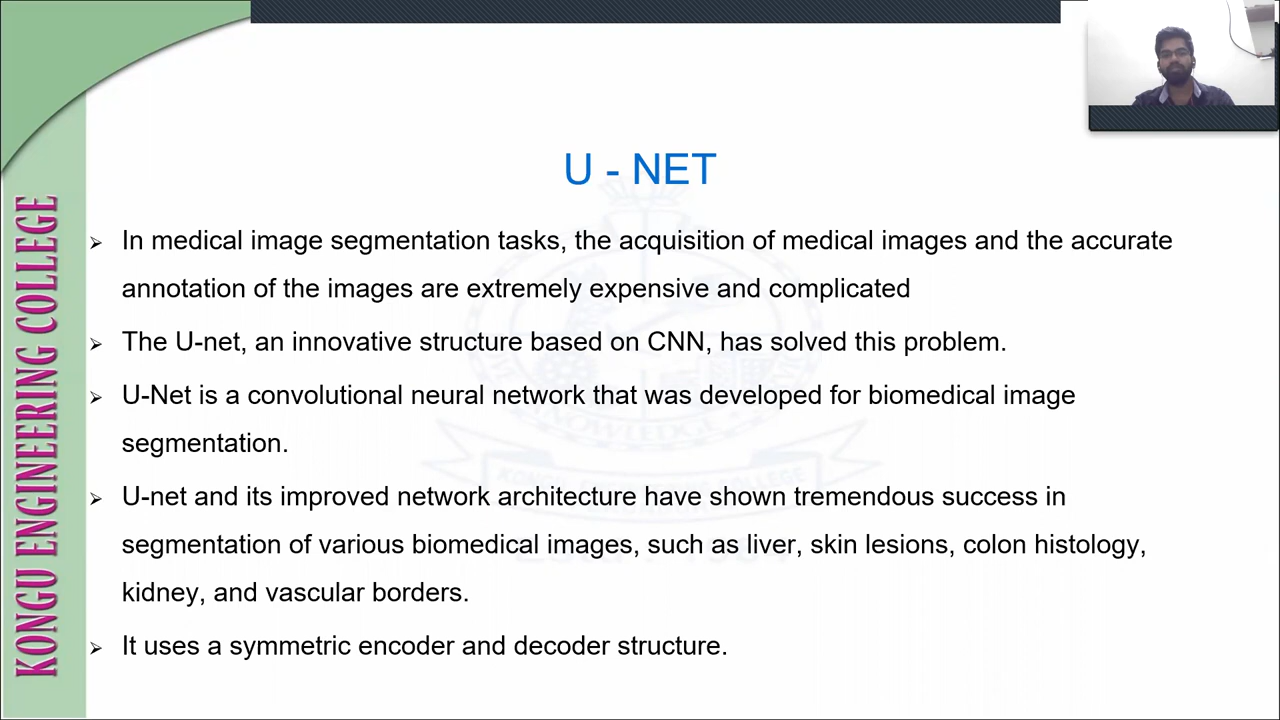 U - NET
KONGU ENGINEERING COLLEGE
➢ In medical image segmentation tasks, the acquisition of medical images and the accurate
annotation of the images are extremely expensive and complicated
➢ The U-net, an innovative structure based on CNN, has solved this problem.
➢ U-Net is a convolutional neural network that was developed for biomedical image
segmentation.
➢ U-net and its improved network architecture have shown tremendous success in
segmentation of various biomedical images, such as liver, skin lesions, colon histology,
kidney, and vascular borders.
➢ It uses a symmetric encoder and decoder structure.
KNOWLEDGE
KONGU ENGINEERING COLLEGE